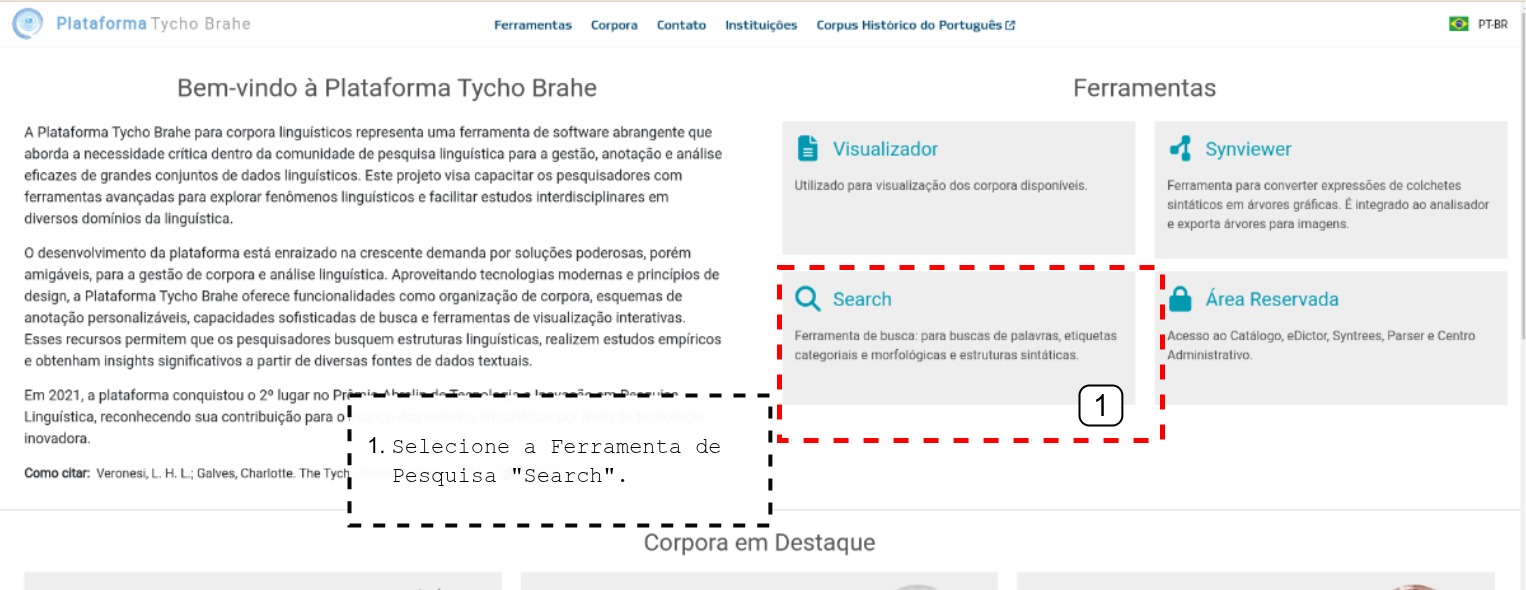 Plataforma Tycho Brahe
Ferramentas Corpora Contato Instituições Corpus Histórico do Português
PT-BR
Bem-vindo à Plataforma Tycho Brahe
A Plataforma Tycho Brahe para corpora linguísticos representa uma ferramenta de software abrangente que
aborda a necessidade crítica dentro da comunidade de pesquisa linguística para a gestão, anotação e análise
eficazes de grandes conjuntos de dados linguísticos. Este projeto visa capacitar os pesquisadores com
ferramentas avançadas para explorar fenômenos linguísticos e facilitar estudos interdisciplinares em
diversos domínios da linguística.
O desenvolvimento da plataforma está enraizado na crescente demanda por soluções poderosas, porém
amigáveis, para a gestão de corpora e análise linguística. Aproveitando tecnologias modernas e princípios de
design, a Plataforma Tycho Brahe oferece funcionalidades como organização de corpora, esquemas de
anotação personalizáveis, capacidades sofisticadas de busca e ferramentas de visualização interativas.
Esses recursos permitem que os pesquisadores busquem estruturas linguísticas, realizem estudos empíricos
e obtenham insights significativos a partir de diversas fontes de dados textuais.
Em 2021, a plataforma conquistou o 2º lugar no Prêmio Abralin de Tecnologia e Inovação em Pesquisa
Linguística, reconhecendo sua contribuição para o
inovadora.
Como citar: Veronesi, L. H. L.; Galves, Charlotte. The Tych
1. Selecione a Ferramenta de
Pesquisa "Search".
Ferramentas
Visualizador
Utilizado para visualização dos corpora disponíveis.
Synviewer
Ferramenta para converter expressões de colchetes
sintáticos em árvores gráficas. É integrado ao analisador
e exporta árvores para imagens.
Search
Ferramenta de busca: para buscas de palavras, etiquetas
categoriais e morfológicas e estruturas sintáticas.
1
Área Reservada
Acesso ao Catálogo, eDictor, Syntrees, Parser e Centro
Administrativo.
Corpora em Destaque